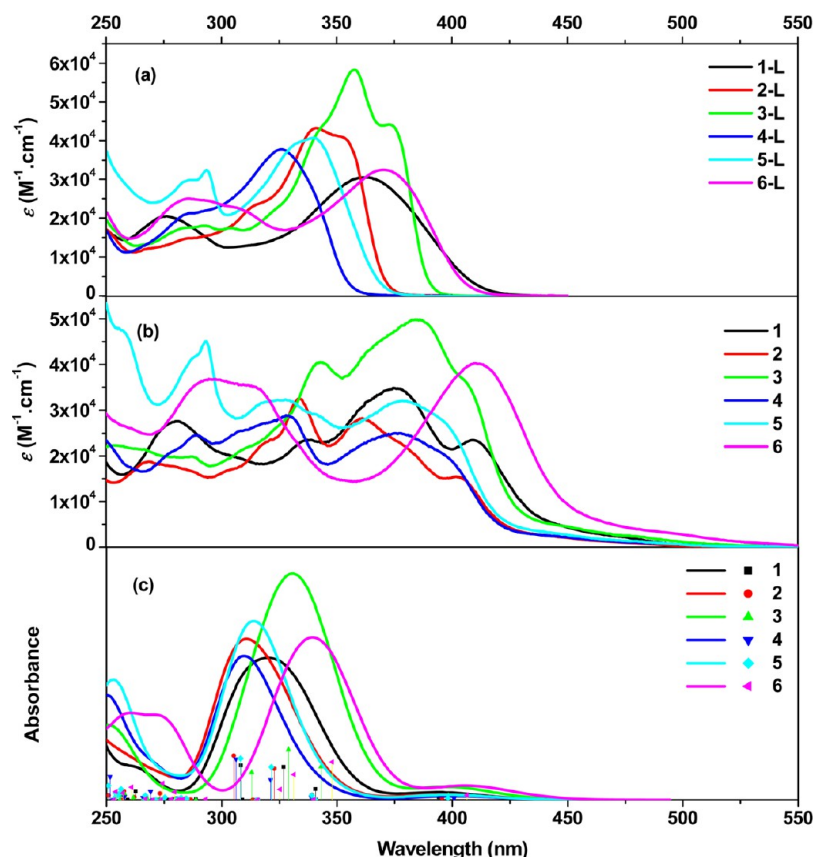 250 300 350 400 450 500 550
6x10⁴
5x10⁴
4x10⁴
3x10⁴
2x10⁴
1x10⁴
0
ε (M⁻¹.cm⁻¹)
(a)
1-L
2-L
3-L
4-L
5-L
6-L
5x10⁴
4x10⁴
3x10⁴
2x10⁴
1x10⁴
0
ε (M⁻¹.cm⁻¹)
(b)
1
2
3
4
5
6
Absorbance
(c)
1
2
3
4
5
6
250 300 350 400 450 500 550
Wavelength (nm)